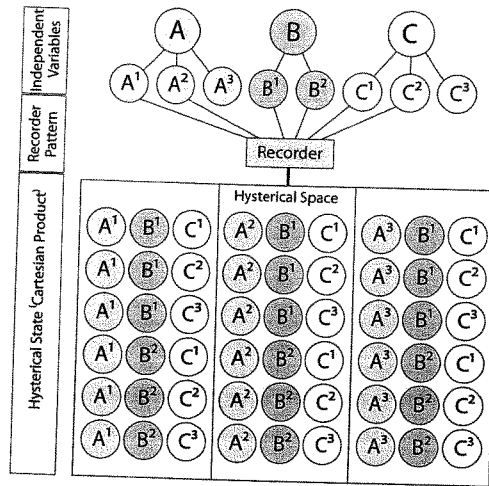 Independent
Variables
A B C
A¹ A² A³ B¹ B² C¹ C² C³
Recorder
Pattern
Recorder
Hysterical State ¹Cartesian Product¹
Hysterical Space
A¹ B¹ C¹ A² B¹ C¹ A³ B¹ C¹
A¹ B¹ C² A² B¹ C² A³ B¹ C²
A¹ B¹ C³ A² B¹ C³ A³ B¹ C³
A¹ B² C¹ A² B² C¹ A³ B² C¹
A¹ B² C² A² B² C² A³ B² C²
A¹ B² C³ A² B² C³ A³ B² C³